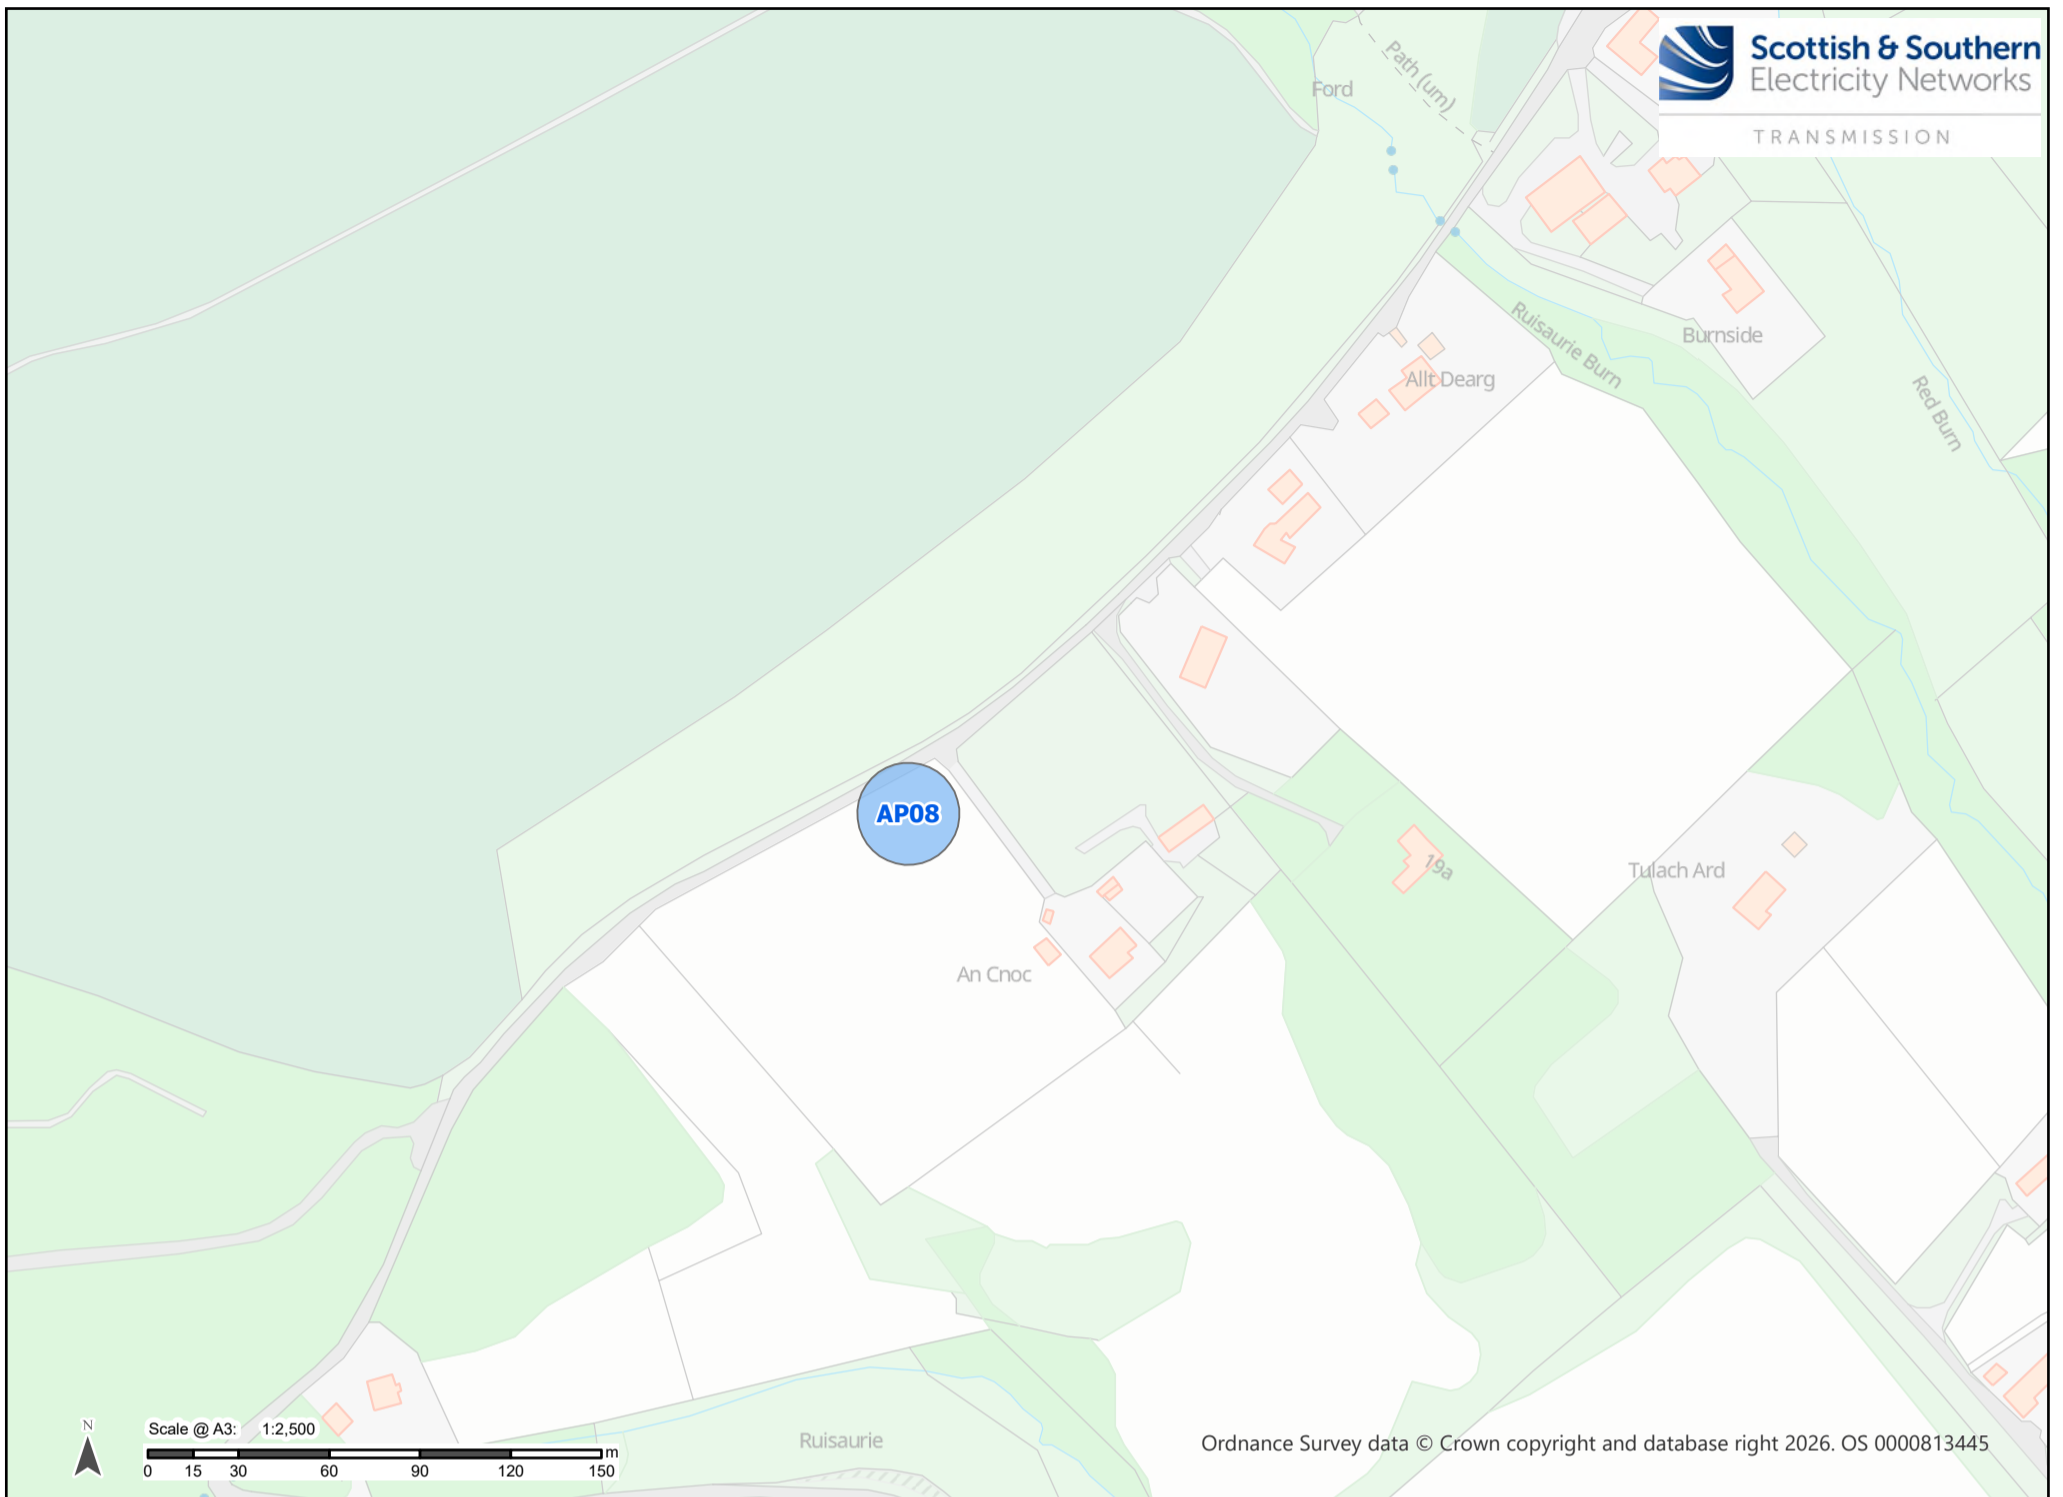 Scottish & Southern
Electricity Networks
TRANSMISSION
Path (um)
Ford
Ruisaurie Burn
Burnside
Allt Dearg
Red Burn
AP08
19a
Tulach Ard
An Cnoc
Ruisaurie
N
Scale @ A3: 1:2,500
m
0 15 30 60 90 120 150
Ordnance Survey data © Crown copyright and database right 2026. OS 0000813445